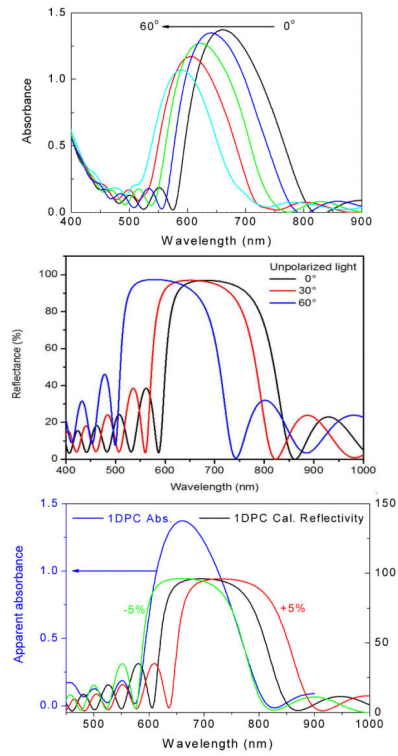 60° 0°
1.5
1.0
0.5
0.0
Absorbance
400 500 600 700 800 900
Wavelength (nm)
100
80
60
40
20
0
Reflectance (%)
Unpolarized light
0°
30°
60°
400 500 600 700 800 900 1000
Wavelength (nm)
1.5
1.0
0.5
0.0
Apparent absorbance
1DPC Abs. 1DPC Cal. Reflectivity
-5% +5%
150
100
50
0
500 600 700 800 900 1000
Wavelength (nm)